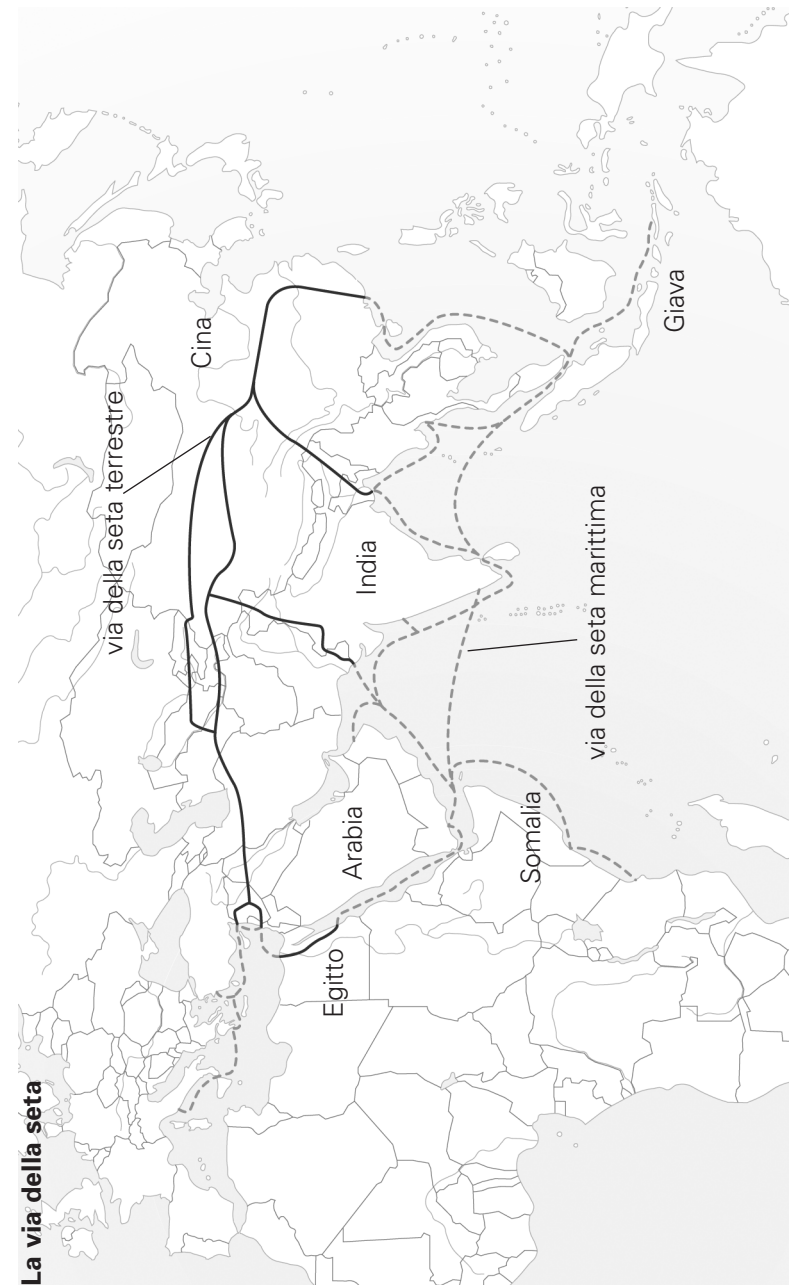 La via della seta
via della seta terrestre
Cina
India
Arabia
Egitto
Somalia
via della seta marittima
Giava